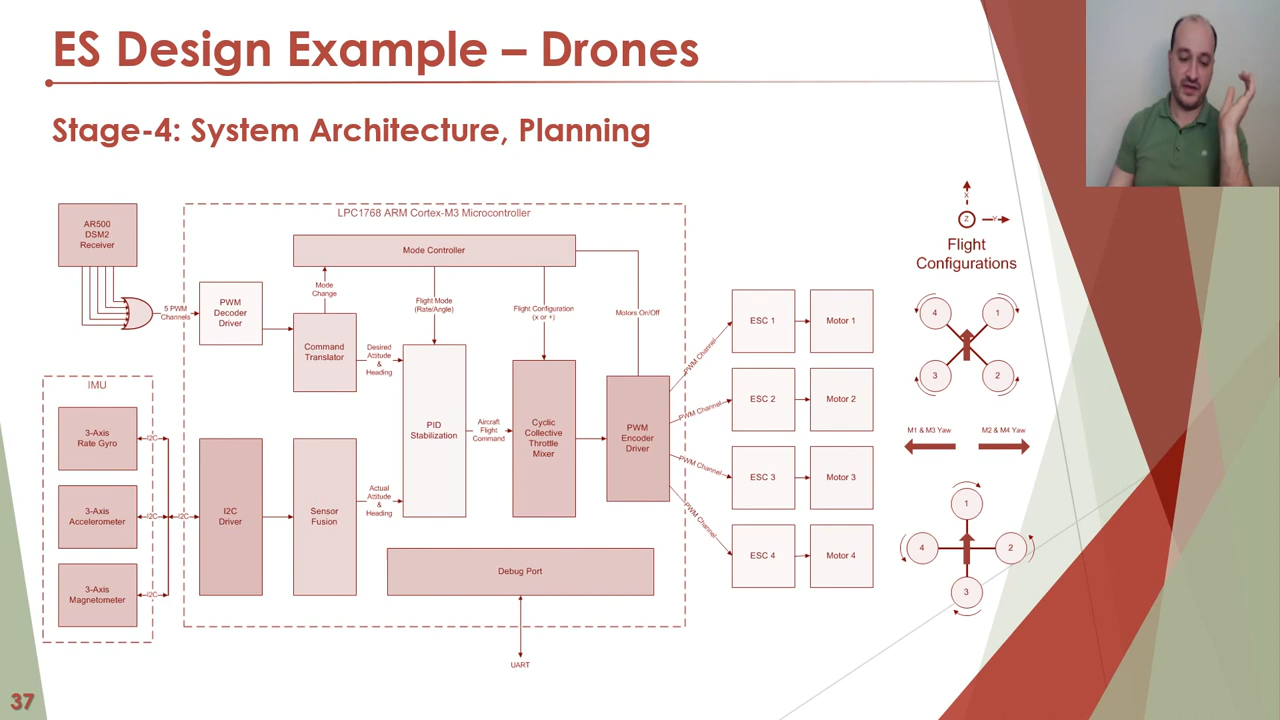 ES Design Example – Drones
Stage-4: System Architecture, Planning
AR500
DSM2
Receiver
5 PWM
Channels
LPC1768 ARM Cortex-M3 Microcontroller
Mode Controller
PWM
Decoder
Driver
Mode
Change
Command
Translator
Flight Mode
(Rate/Angle)
Flight Configuration
(x or +)
Motors On/Off
Desired
Attitude
&
Heading
PID
Stabilization
Aircraft
Flight
Command
Cyclic
Collective
Throttle
Mixer
PWM
Encoder
Driver
IMU
3-Axis
Rate Gyro
3-Axis
Accelerometer
3-Axis
Magnetometer
I2C
I2C
I2C
I2C
I2C
Driver
Sensor
Fusion
Actual
Attitude
&
Heading
Debug Port
UART
PWM Channel
PWM Channel
PWM Channel
PWM Channel
ESC 1
Motor 1
ESC 2
Motor 2
ESC 3
Motor 3
ESC 4
Motor 4
X
Z
Y
Flight
Configurations
4
1
3
2
M1 & M3 Yaw
M2 & M4 Yaw
1
4
2
3
37